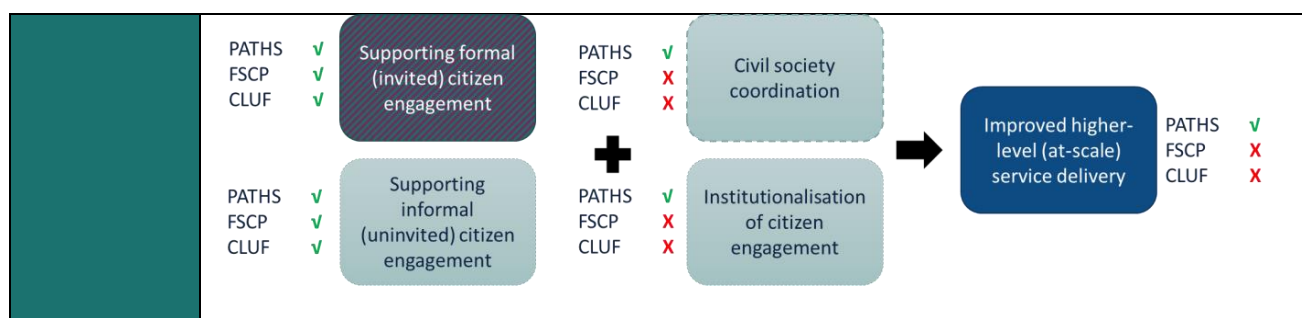 PATHS √
FSCP √
CLUF √
Supporting formal
(invited) citizen
engagement
PATHS √
FSCP X
CLUF X
Civil society
coordination
PATHS √
FSCP √
CLUF √
Supporting
informal
(uninvited) citizen
engagement
PATHS √
FSCP X
CLUF X
Institutionalisation
of citizen
engagement
Improved higher-
level (at-scale)
service delivery
PATHS √
FSCP X
CLUF X